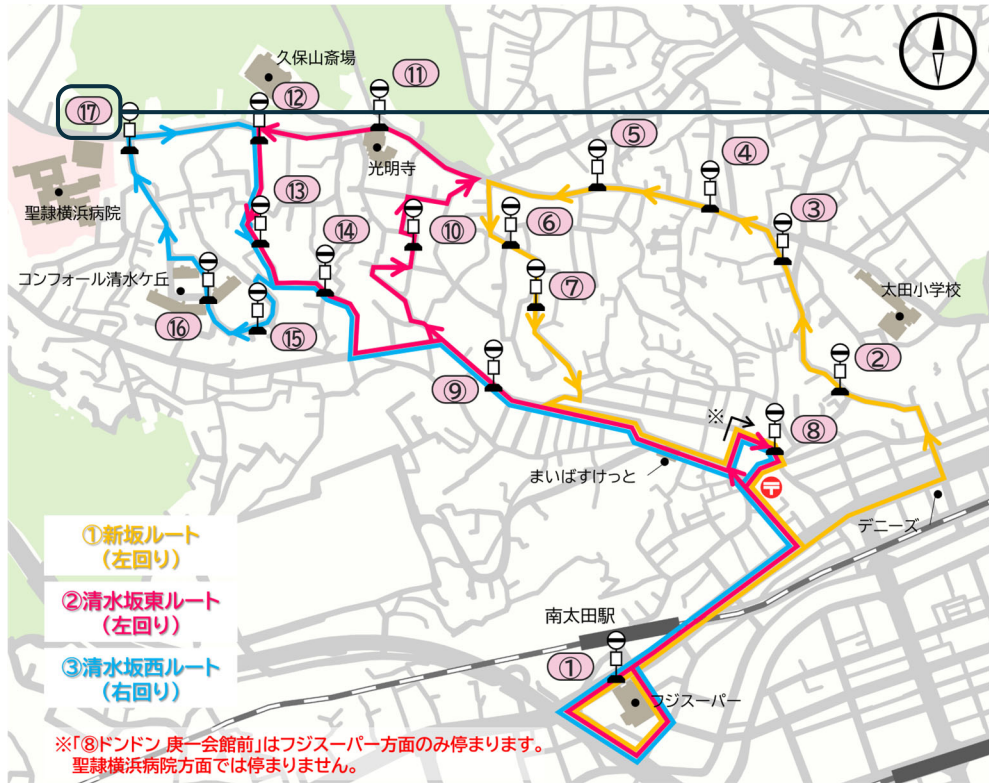 久保山斎場
⑪
⑰
⑫
⑤
④
光明寺
⑬
聖隷横浜病院
⑥
③
⑭
⑩
コンフォール清水ケ丘
⑦
太田小学校
⑯
⑮
②
⑨
※
⑧
まいばすけっと
〒
デニーズ
①新坂ルート
(左回り)
②清水坂東ルート
(左回り)
③清水坂西ルート
(右回り)
南太田駅
①
フジスーパー
※「⑧ドンドン 庚一会館前」はフジスーパー方面のみ停まります。
聖隷横浜病院方面では停まりません。